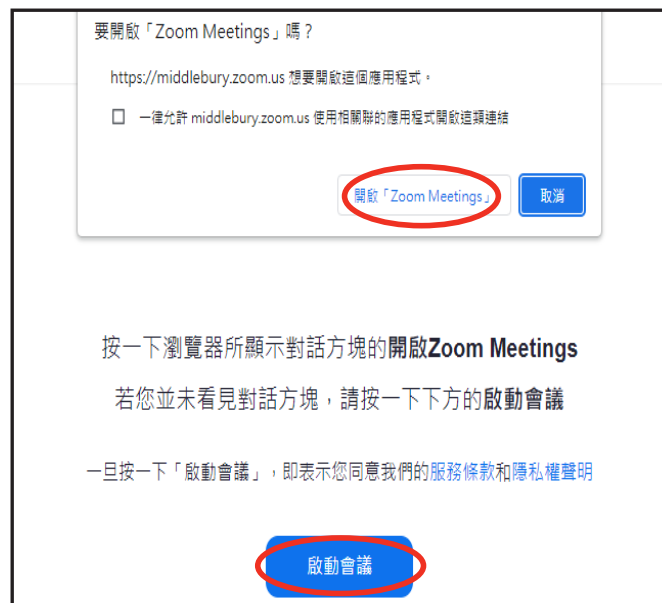 要開啟「Zoom Meetings」嗎？
https://middlebury.zoom.us 想要開啟這個應用程式。
一律允許 middlebury.zoom.us 使用相關聯的應用程式開啟這類連結
開啟「Zoom Meetings」 取消
按一下瀏覽器所顯示對話方塊的開啟Zoom Meetings
若您並未看見對話方塊，請按一下下方的啟動會議
一旦按一下「啟動會議」，即表示您同意我們的服務條款和隱私權聲明
啟動會議